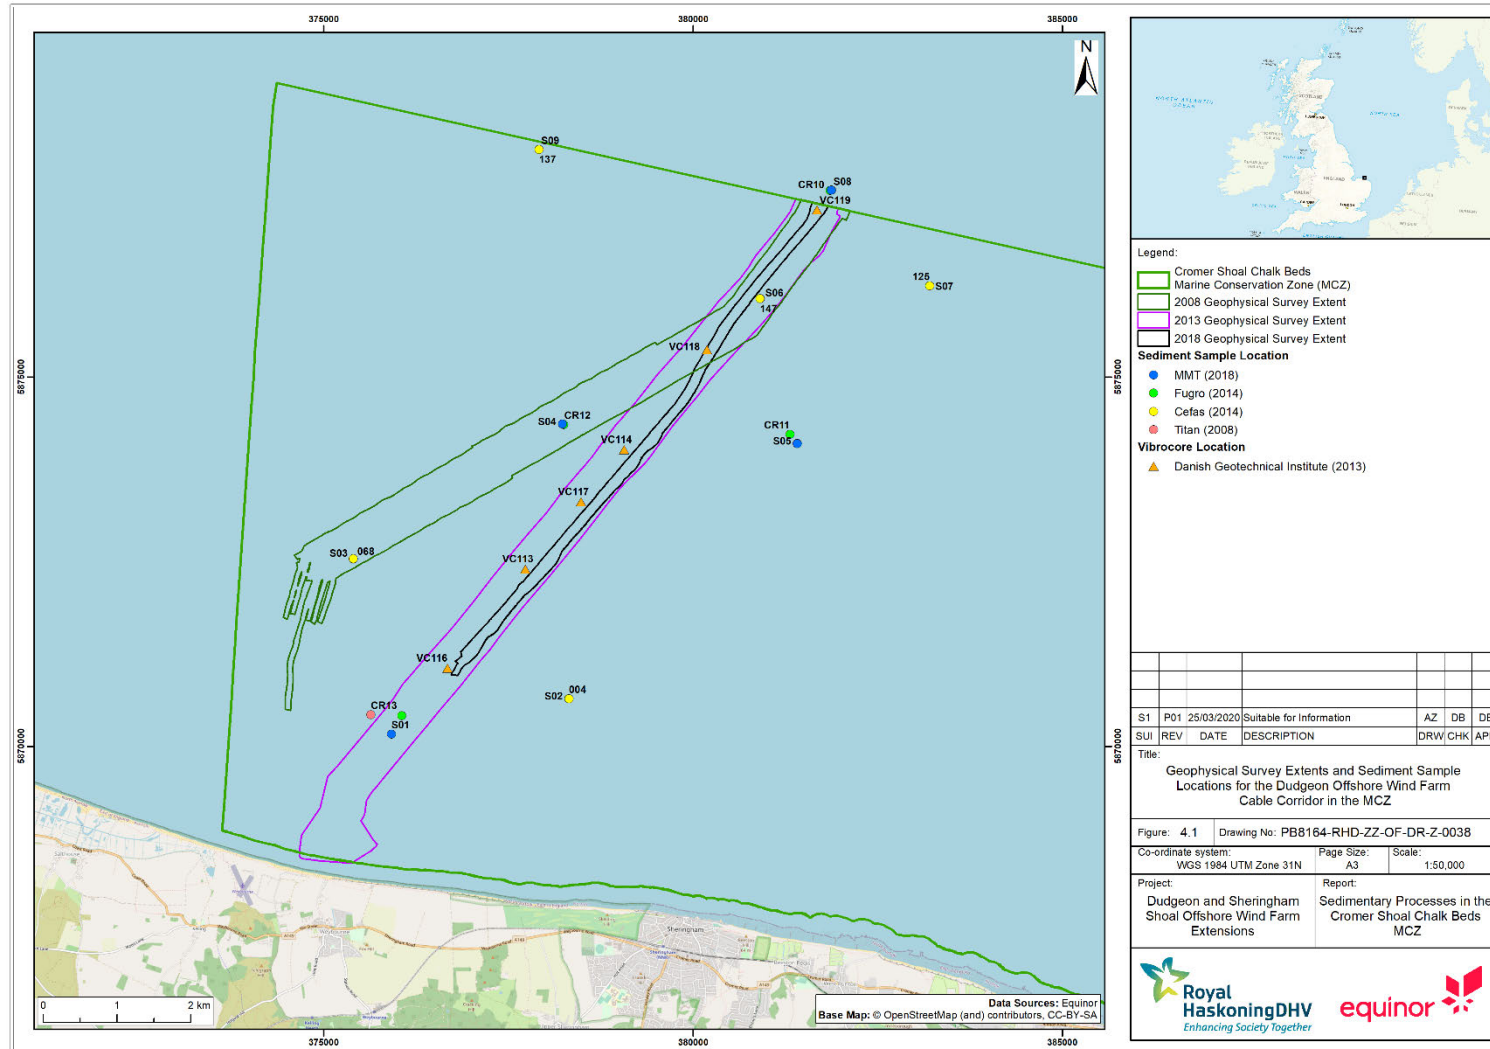 375000
380000
385000
N
S09
137
CR10
S08
VC119
125
S07
S06
147
VC118
5875000
5875000
S04
CR12
CR11
S05
VC114
VC117
S03
068
VC113
VC116
S02
004
CR13
S01
5870000
5870000
Sheringham
0 1 2 km
Data Sources: Equinor
Base Map: © OpenStreetMap (and) contributors, CC-BY-SA
375000
380000
385000
Legend:
Cromer Shoal Chalk Beds
Marine Conservation Zone (MCZ)
2008 Geophysical Survey Extent
2013 Geophysical Survey Extent
2018 Geophysical Survey Extent
Sediment Sample Location
MMT (2018)
Fugro (2014)
Cefas (2014)
Titan (2008)
Vibrocore Location
Danish Geotechnical Institute (2013)
S1 P01 25/03/2020 Suitable for Information AZ DB
SUI REV DATE DESCRIPTION DRW CHK
Title:
Geophysical Survey Extents and Sediment Sample
Locations for the Dudgeon Offshore Wind Farm
Cable Corridor in the MCZ
Figure: 4.1 Drawing No: PB8164-RHD-ZZ-OF-DR-Z-0038
Co-ordinate system: Page Size: Scale:
WGS 1984 UTM Zone 31N A3 1:50,000
Project: Report:
Dudgeon and Sheringham Sedimentary Processes in the
Shoal Offshore Wind Farm Cromer Shoal Chalk Beds
Extensions MCZ
Royal
HaskoningDHV
Enhancing Society Together
equinor